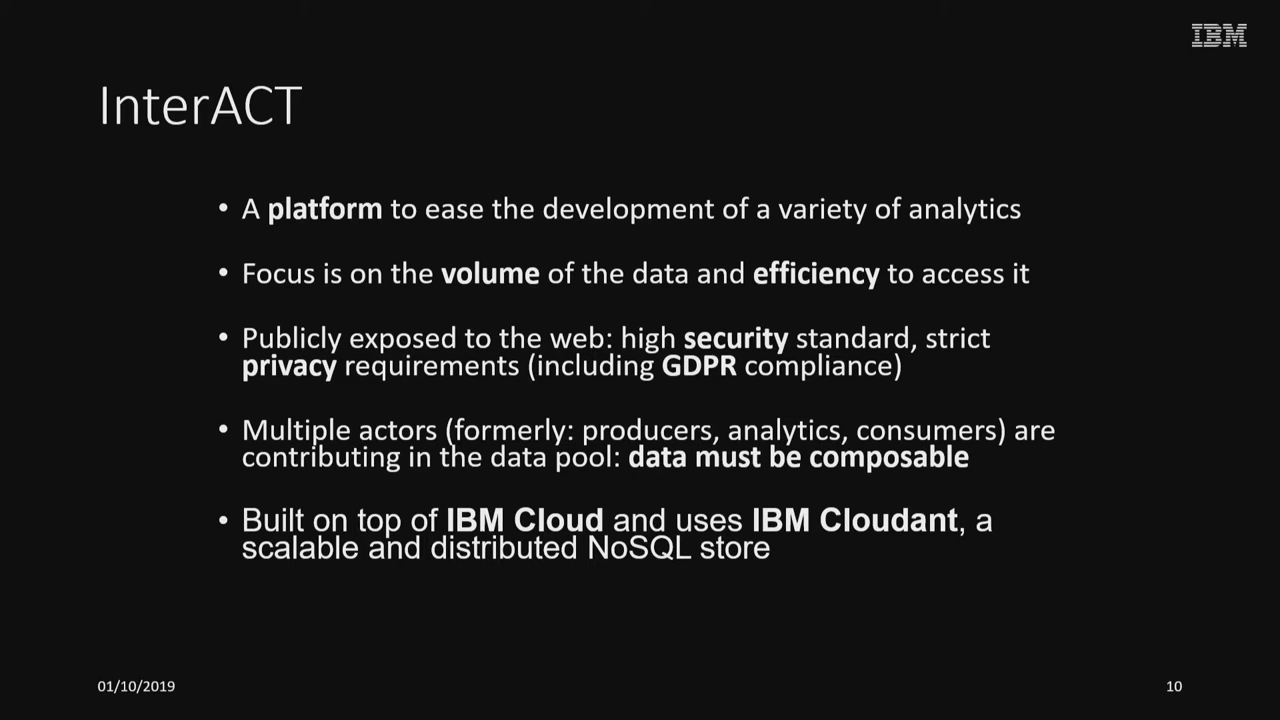 IBM
InterACT
• A platform to ease the development of a variety of analytics
• Focus is on the volume of the data and efficiency to access it
• Publicly exposed to the web: high security standard, strict
privacy requirements (including GDPR compliance)
• Multiple actors (formerly: producers, analytics, consumers) are
contributing in the data pool: data must be composable
• Built on top of IBM Cloud and uses IBM Cloudant, a
scalable and distributed NoSQL store
01/10/2019
10